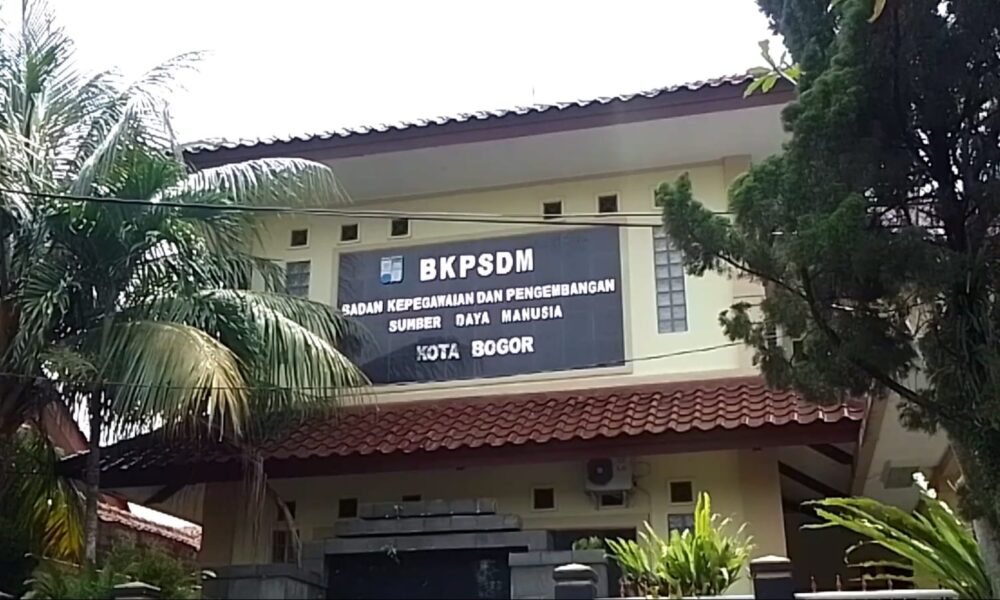 BKPSDM
BADAN KEPEGAWAIAN DAN PENGEMBANGAN
SUMBER DAYA MANUSIA
KOTA BOGOR